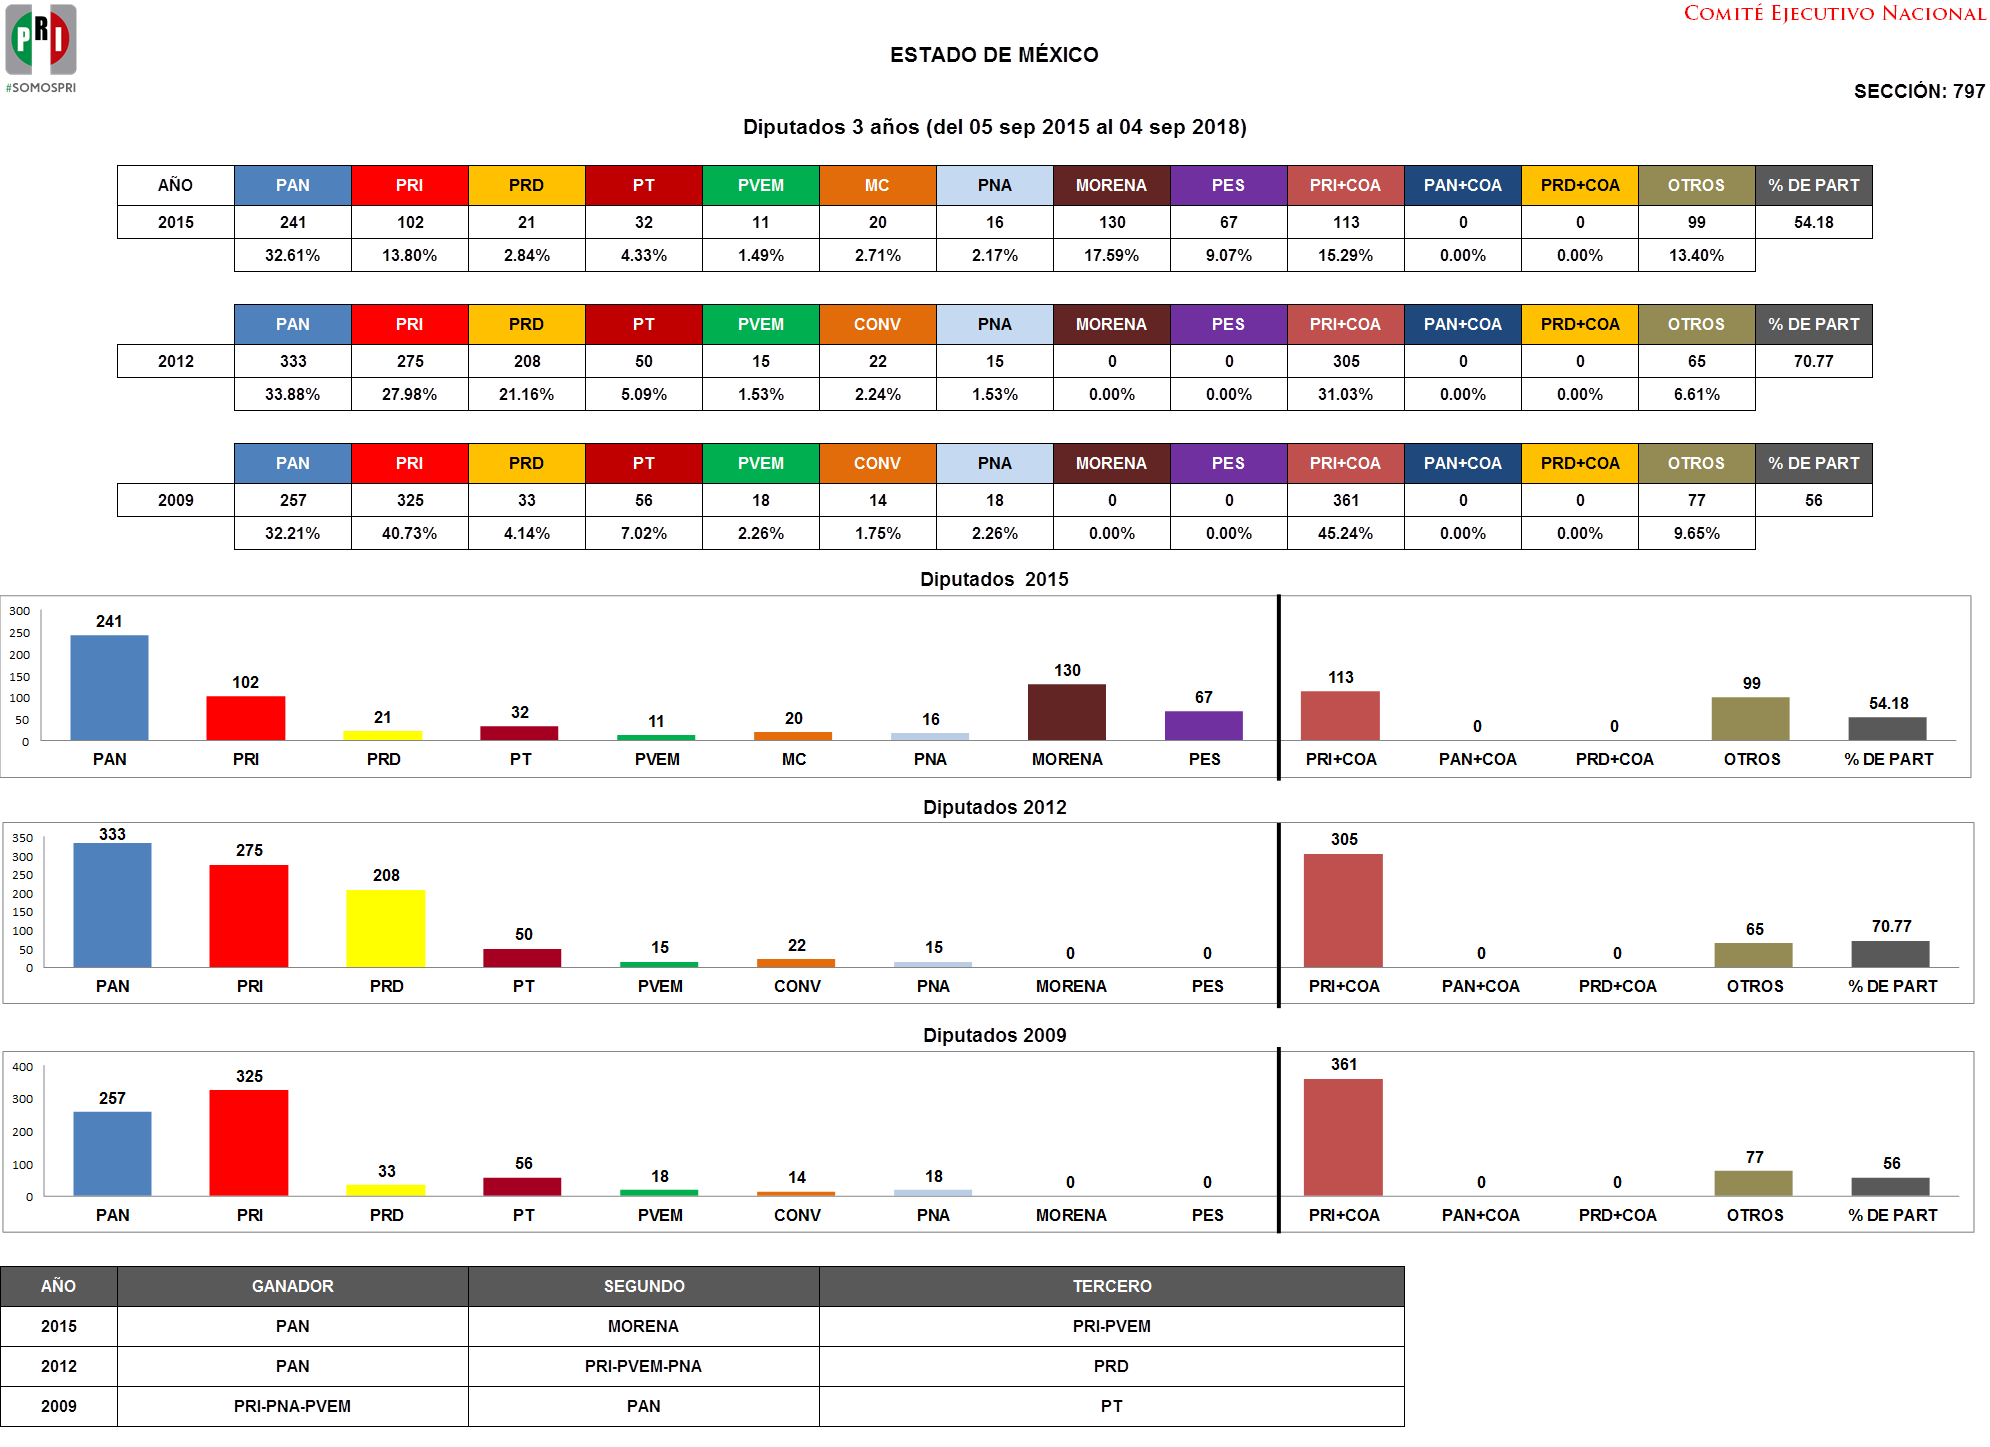 PRI
#SOMOSPRI
COMITÉ EJECUTIVO NACIONAL
ESTADO DE MÉXICO
SECCIÓN: 797
Diputados 3 años (del 05 sep 2015 al 04 sep 2018)
AÑO PAN PRI PRD PT PVEM MC PNA MORENA PES PRI+COA PAN+COA PRD+COA OTROS % DE PART
2015 241 102 21 32 11 20 16 130 67 113 0 0 99 54.18
32.61% 13.80% 2.84% 4.33% 1.49% 2.71% 2.17% 17.59% 9.07% 15.29% 0.00% 0.00% 13.40%
PAN PRI PRD PT PVEM CONV PNA MORENA PES PRI+COA PAN+COA PRD+COA OTROS % DE PART
2012 333 275 208 50 15 22 15 0 0 305 0 0 65 70.77
33.88% 27.98% 21.16% 5.09% 1.53% 2.24% 1.53% 0.00% 0.00% 31.03% 0.00% 0.00% 6.61%
PAN PRI PRD PT PVEM CONV PNA MORENA PES PRI+COA PAN+COA PRD+COA OTROS % DE PART
2009 257 325 33 56 18 14 18 0 0 361 0 0 77 56
32.21% 40.73% 4.14% 7.02% 2.26% 1.75% 2.26% 0.00% 0.00% 45.24% 0.00% 0.00% 9.65%
Diputados 2015
300
250
200
150
100
50
0
241 102 21 32 11 20 16 130 67 113 0 0 99 54.18
PAN PRI PRD PT PVEM MC PNA MORENA PES PRI+COA PAN+COA PRD+COA OTROS % DE PART
Diputados 2012
350
300
250
200
150
100
50
0
333 275 208 50 15 22 15 0 0 305 0 0 65 70.77
PAN PRI PRD PT PVEM CONV PNA MORENA PES PRI+COA PAN+COA PRD+COA OTROS % DE PART
Diputados 2009
400
300
200
100
0
257 325 33 56 18 14 18 0 0 361 0 0 77 56
PAN PRI PRD PT PVEM CONV PNA MORENA PES PRI+COA PAN+COA PRD+COA OTROS % DE PART
AÑO GANADOR SEGUNDO TERCERO
2015 PAN MORENA PRI-PVEM
2012 PAN PRI-PVEM-PNA PRD
2009 PRI-PNA-PVEM PAN PT